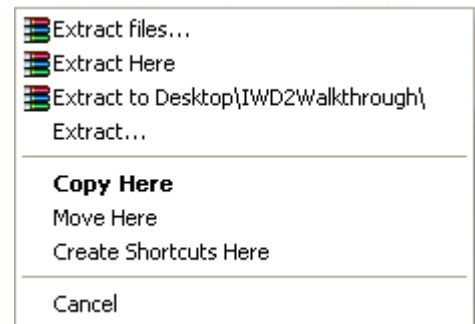 Extract files...
Extract Here
Extract to Desktop\IWD2Walkthrough\
Extract...
Copy Here
Move Here
Create Shortcuts Here
Cancel